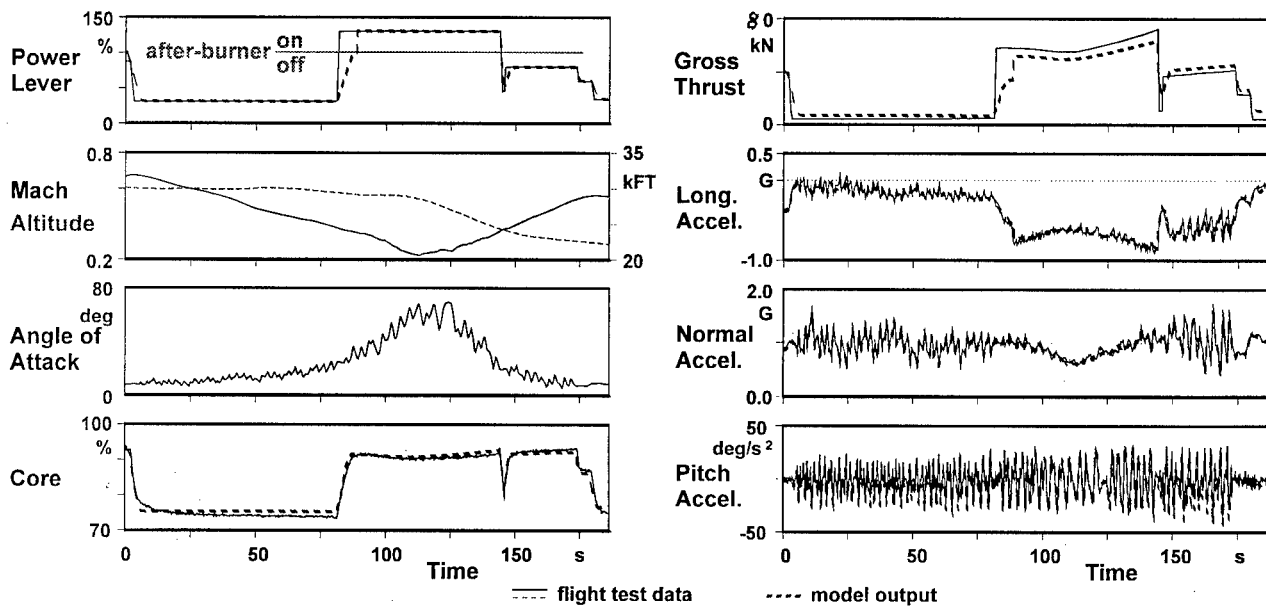 150
%
Power
Lever
after-burner on
off
0
0.8
Mach
Altitude
0.2
35
kFT
20
80
deg
Angle of
Attack
0
100
%
Core
70
0 50 100 150 s
Time
kN
Gross
Thrust
0
0.5
G
Long.
Accel.
-1.0
2.0
G
Normal
Accel.
0.0
50
deg/s 2
Pitch
Accel.
-50
0 50 100 150 s
Time
flight test data model output